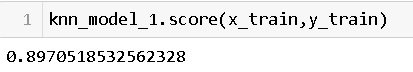 1 knn_model_1.score(x_train,y_train)
0.8970518532562328